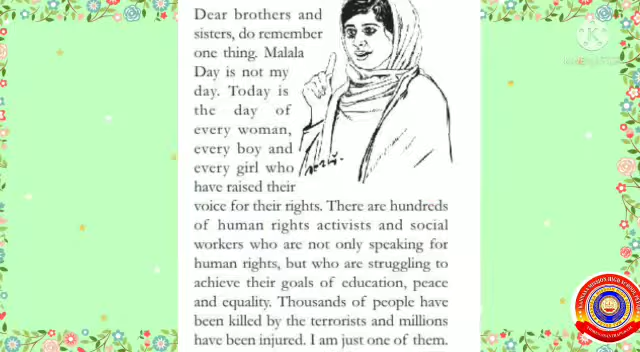 Dear brothers and
sisters, do remember
one thing. Malala
Day is not my
day. Today is
the day of
every woman,
every boy and
every girl who
have raised their
voice for their rights. There are hundreds
of human rights activists and social
workers who are not only speaking for
human rights, but who are struggling to
achieve their goals of education, peace
and equality. Thousands of people have
been killed by the terrorists and millions
have been injured. I am just one of them.
KINEMASTER